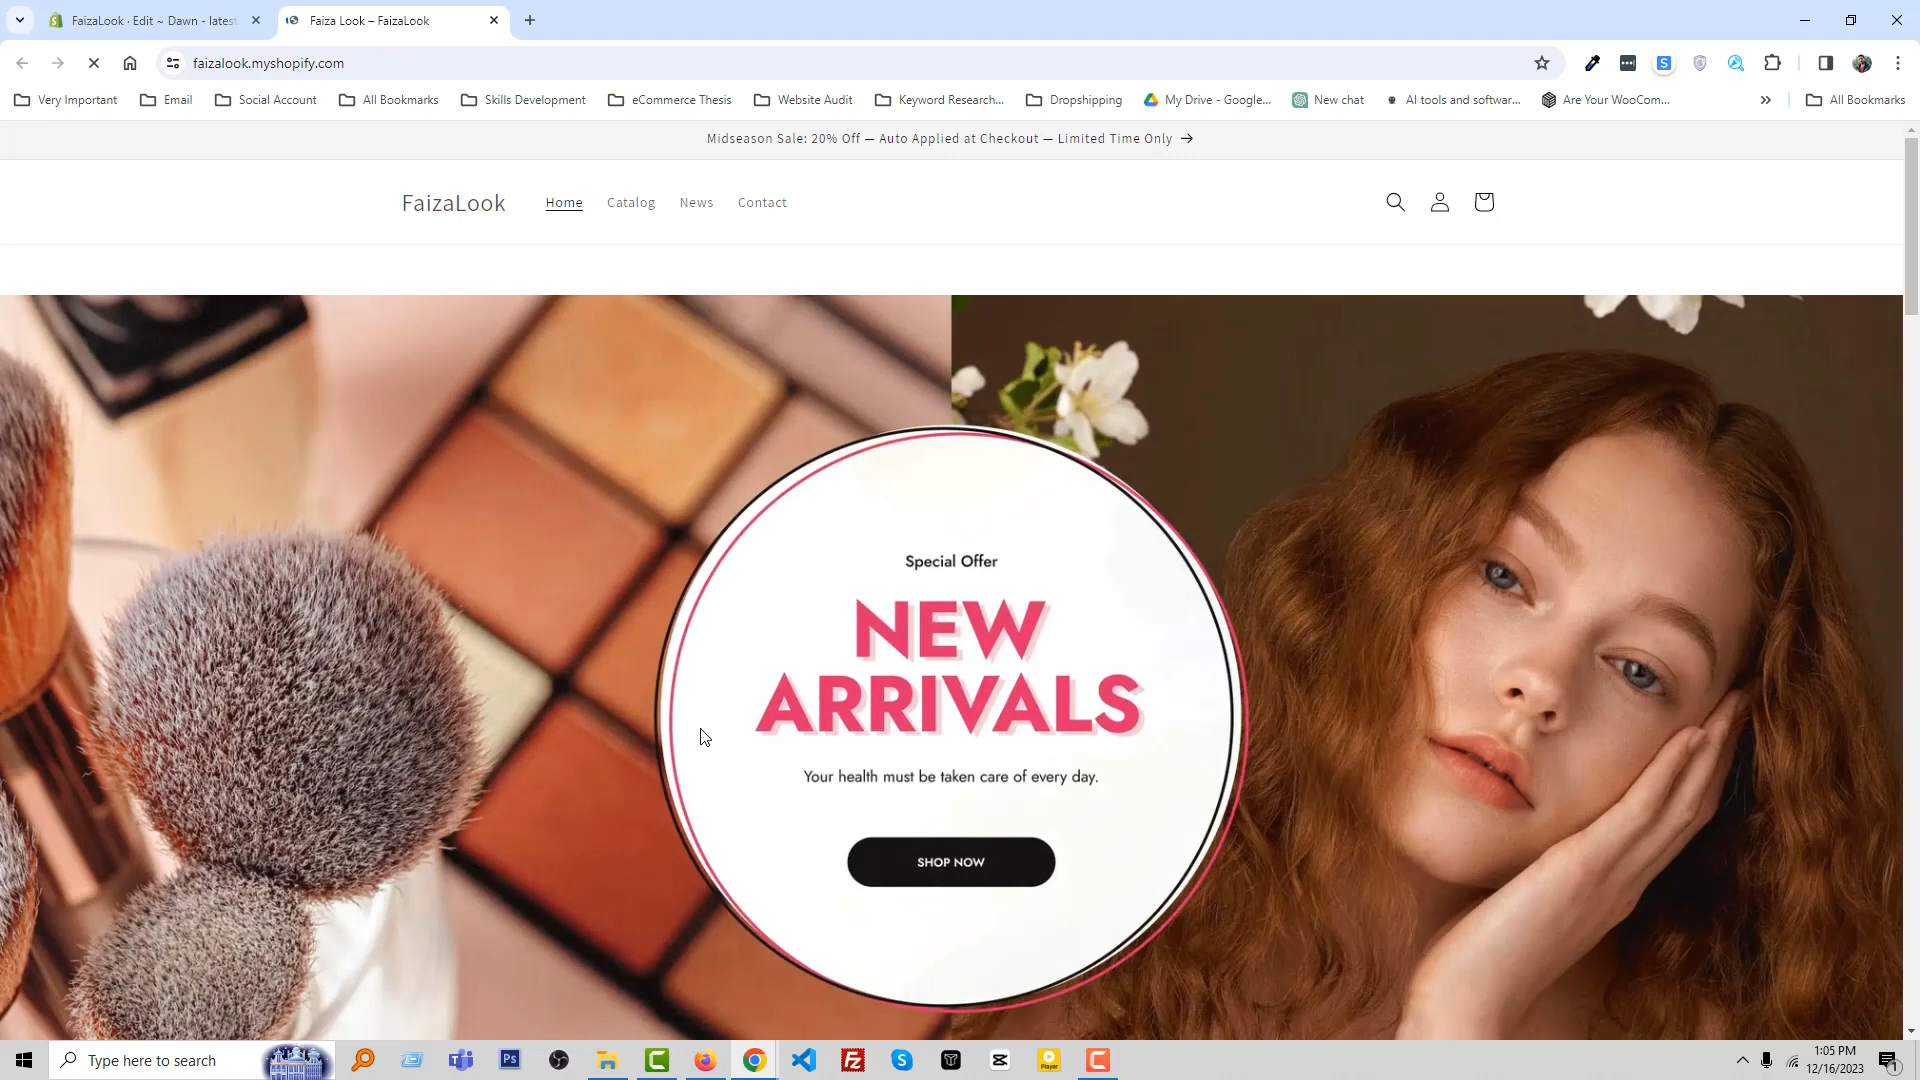 FaizaLook · Edit ~ Dawn - latest
Faiza Look – FaizaLook
faizalook.myshopify.com
Very Important
Email
Social Account
All Bookmarks
Skills Development
eCommerce Thesis
Website Audit
Keyword Research...
Dropshipping
My Drive - Google...
New chat
AI tools and softwar...
Are Your WooCom...
All Bookmarks
Midseason Sale: 20% Off — Auto Applied at Checkout — Limited Time Only
FaizaLook
Home
Catalog
News
Contact
Special Offer
NEW
ARRIVALS
Your health must be taken care of every day.
SHOP NOW
Type here to search
Ps
Player
1:05 PM
12/16/2023
1